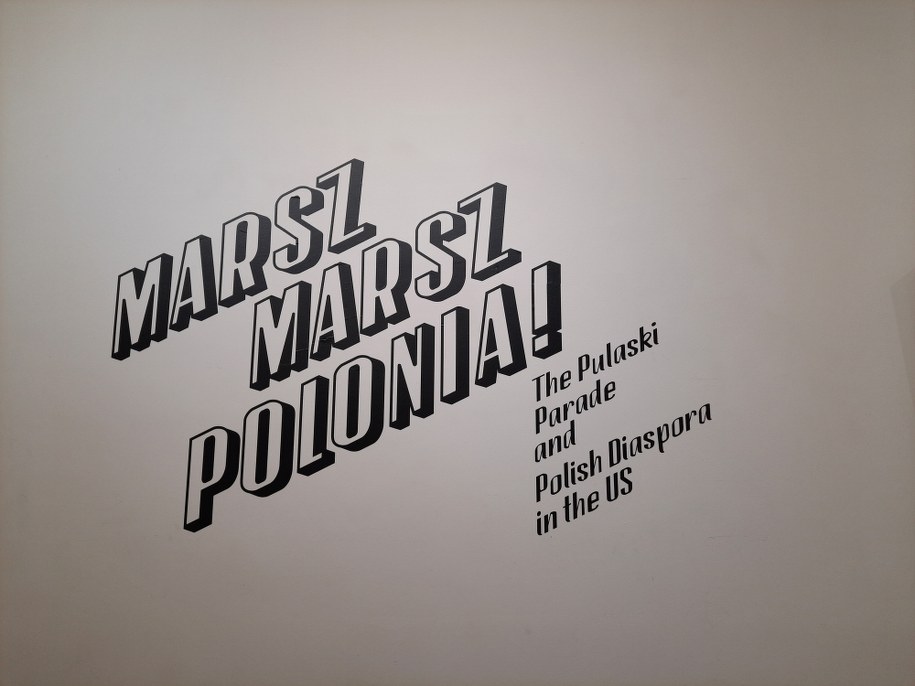 MARSZ
MARSZ
POLONIA!
The Pulaski
Parade
and
Polish Diaspora
in the US